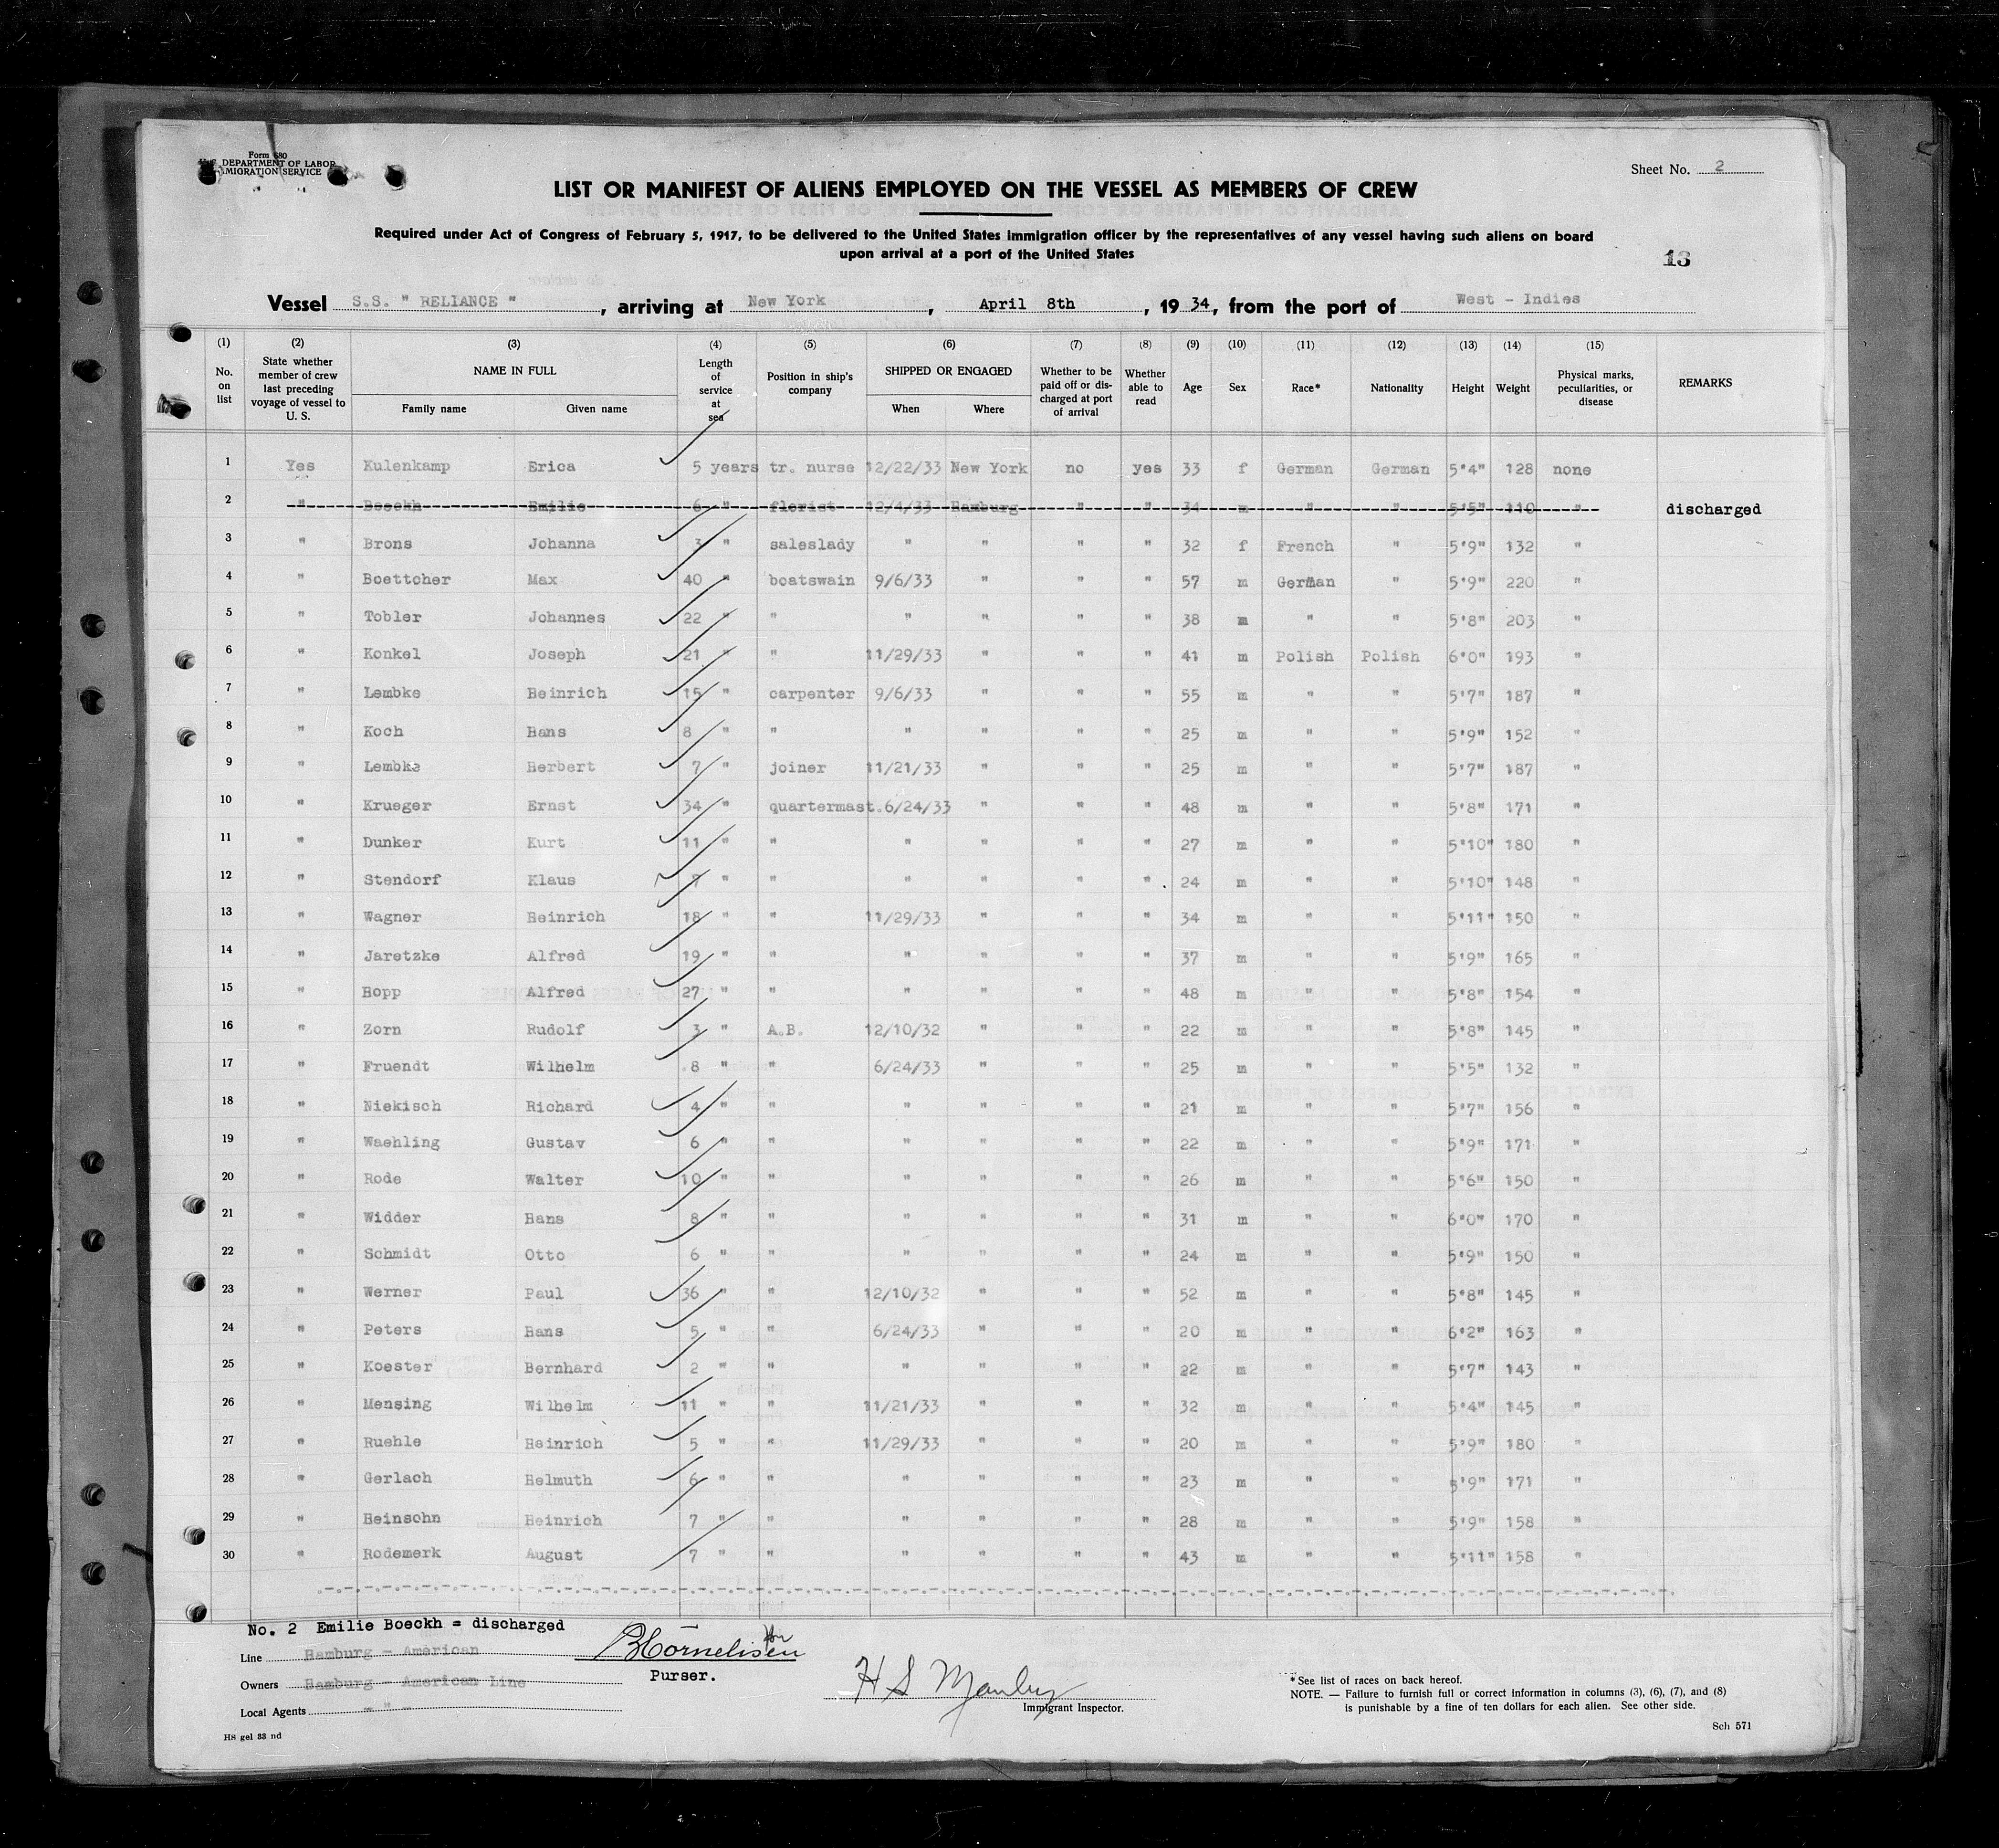 Form 680
U.S. DEPARTMENT OF LABOR
IMMIGRATION SERVICE
Sheet No. 2
LIST OR MANIFEST OF ALIENS EMPLOYED ON THE VESSEL AS MEMBERS OF CREW
Required under Act of Congress of February 5, 1917, to be delivered to the United States immigration officer by the representatives of any vessel having such aliens on board
upon arrival at a port of the United States
13
Vessel S.S. " RELIANCE " , arriving at New York , April 8th , 19 34, from the port of West - Indies
(1) (2) (3) (4) (5) (6) (7) (8) (9) (10) (11) (12) (13) (14) (15)
No. on list State whether member of crew last preceding voyage of vessel to U. S. NAME IN FULL Family name Given name Length of service at sea Position in ship's company SHIPPED OR ENGAGED When Where Whether to be paid off or discharged at port of arrival Whether able to read Age Sex Race* Nationality Height Weight Physical marks, peculiarities, or disease REMARKS
1 Yes Kulenkamp Erica 5 years tr. nurse 12/22/33 New York no yes 33 f German German 5'4" 128 none
2 " Boeckh Emilie 6 " florist 12/4/33 Hamburg " " 34 m " " 5'5" 110 " discharged
3 " Brons Johanna 3 " saleslady " " " " 32 f French " 5'9" 132 "
4 " Boettcher Max 40 " boatswain 9/6/33 " " " 57 m German " 5'9" 220 "
5 " Tobler Johannes 22 " " " " " " 38 m " " 5'8" 203 "
6 " Konkel Joseph 21 " " 11/29/33 " " " 41 m Polish Polish 6'0" 193 "
7 " Lembke Heinrich 15 " carpenter 9/6/33 " " " 55 m " " 5'7" 187 "
8 " Koch Hans 8 " " " " " " 25 m " " 5'9" 152 "
9 " Lembke Herbert 7 " joiner 11/21/33 " " " 25 m " " 5'7" 187 "
10 " Krueger Ernst 34 " quartermast. 6/24/33 " " " 48 m " " 5'8" 171 "
11 " Dunker Kurt 11 " " " " " " 27 m " " 5'10" 180 "
12 " Stendorf Klaus 7 " " " " " " 24 m " " 5'10" 148 "
13 " Wagner Heinrich 18 " " 11/29/33 " " " 34 m " " 5'11" 150 "
14 " Jaretzke Alfred 19 " " " " " " 37 m " " 5'9" 165 "
15 " Hopp Alfred 27 " " " " " " 48 m " " 5'8" 154 "
16 " Zorn Rudolf 3 " A.B. 12/10/32 " " " 22 m " " 5'8" 145 "
17 " Fruendt Wilhelm 8 " " 6/24/33 " " " 25 m " " 5'5" 132 "
18 " Niekisch Richard 4 " " " " " " 21 m " " 5'7" 156 "
19 " Waehling Gustav 6 " " " " " " 22 m " " 5'9" 171 "
20 " Rode Walter 10 " " " " " " 26 m " " 5'6" 150 "
21 " Widder Hans 8 " " " " " " 31 m " " 6'0" 170 "
22 " Schmidt Otto 6 " " " " " " 24 m " " 5'9" 150 "
23 " Werner Paul 36 " " 12/10/32 " " " 52 m " " 5'8" 145 "
24 " Peters Hans 5 " " 6/24/33 " " " 20 m " " 6'2" 163 "
25 " Koester Bernhard 2 " " " " " " 22 m " " 5'7" 143 "
26 " Mensing Wilhelm 11 " " 11/21/33 " " " 32 m " " 5'4" 145 "
27 " Ruehle Heinrich 5 " " 11/29/33 " " " 20 m " " 5'9" 180 "
28 " Gerlach Helmuth 6 " " " " " " 23 m " " 5'9" 171 "
29 " Heinsohn Heinrich 7 " " " " " " 28 m " " 5'9" 158 "
30 " Rodemerk August 7 " " " " " " 43 m " " 5'11" 158 "
No. 2 Emilie Boeckh = discharged
Line Hamburg - American
Owners Hamburg - American Line
Local Agents - " -
HS gel 33 nd
Cornelissen
Purser.
H S Manley
Immigrant Inspector.
* See list of races on back hereof.
NOTE. — Failure to furnish full or correct information in columns (3), (6), (7), and (8)
is punishable by a fine of ten dollars for each alien. See other side.
Sch 571